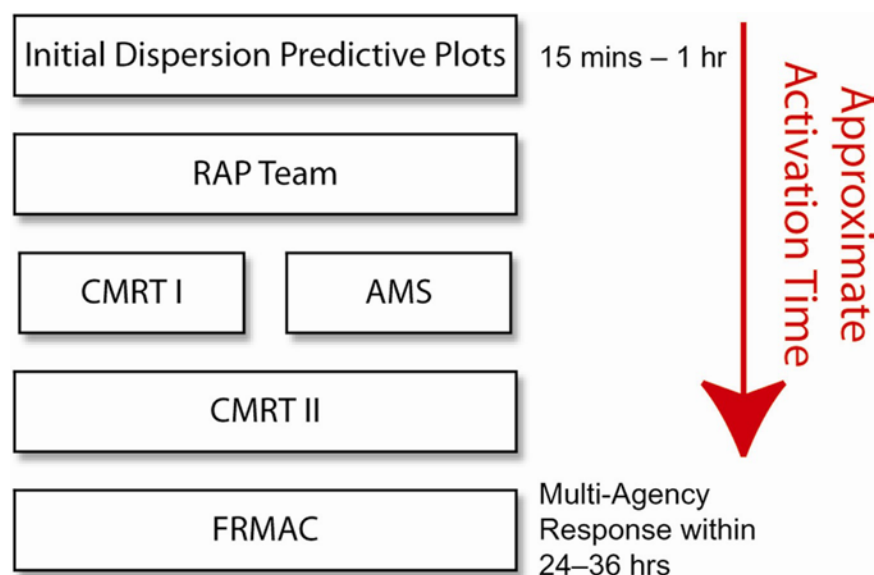 Initial Dispersion Predictive Plots
15 mins – 1 hr
RAP Team
CMRT I
AMS
CMRT II
FRMAC
Multi-Agency
Response within
24–36 hrs
Approximate
Activation Time